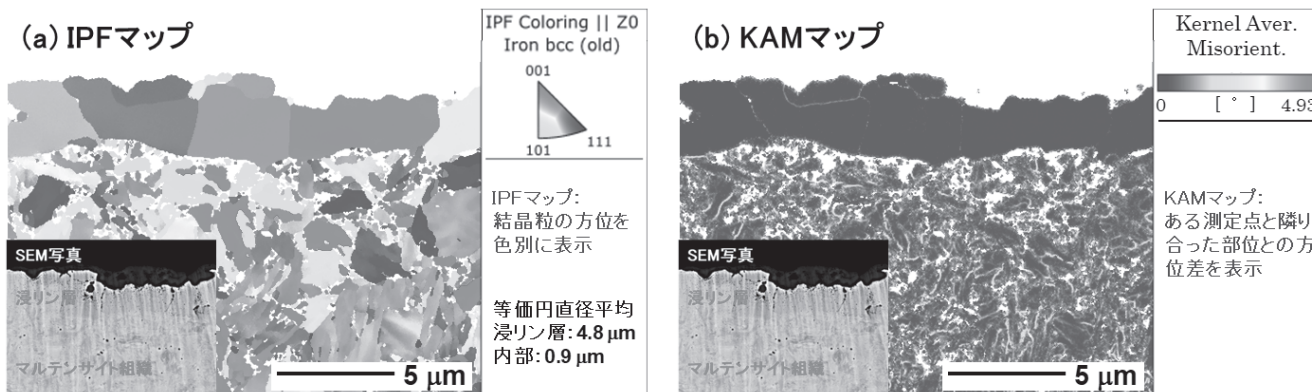 (a) IPFマップ
IPF Coloring || Z0
Iron bcc (old)
001
111
101
IPFマップ:
結晶粒の方位を
色別に表示
等価円直径平均
浸リン層:4.8 μm
内部:0.9 μm
SEM写真
浸リン層
マルテンサイト組織
5 μm
(b) KAMマップ
Kernel Aver.
Misorient.
0 [ ° ] 4.93
KAMマップ:
ある測定点と隣り
合った部位との方
位差を表示
SEM写真
浸リン層
マルテンサイト組織
5 μm